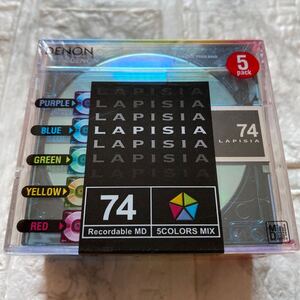 DENON
5
pack
LAPISIA
LAPISIA
PURPLE
LAPISIA
BLUE
LAPISIA
74
LAPISIA
GREEN
LAPISIA
LAPISIA
YELLOW
LAPISIA
RED
74
Recordable MD
5COLORS MIX